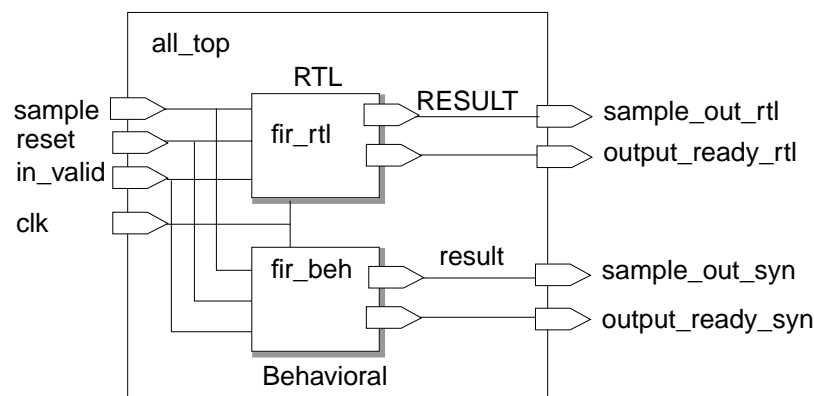 all_top
RTL
sample
RESULT
sample_out_rtl
reset
fir_rtl
output_ready_rtl
in_valid
clk
fir_beh
result
sample_out_syn
output_ready_syn
Behavioral